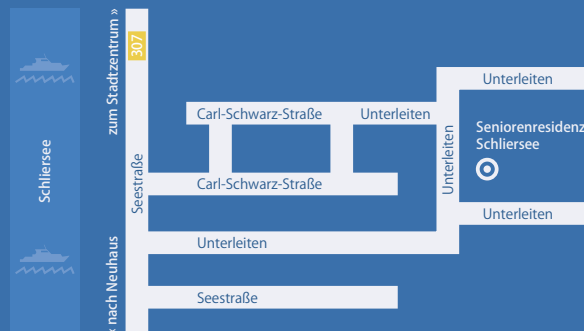 Schliersee
zum Stadtzentrum »
307
Seestraße
« nach Neuhaus
Carl-Schwarz-Straße
Unterleiten
Unterleiten
Unterleiten
Seniorenresidenz
Schliersee
Carl-Schwarz-Straße
Unterleiten
Unterleiten
Seestraße